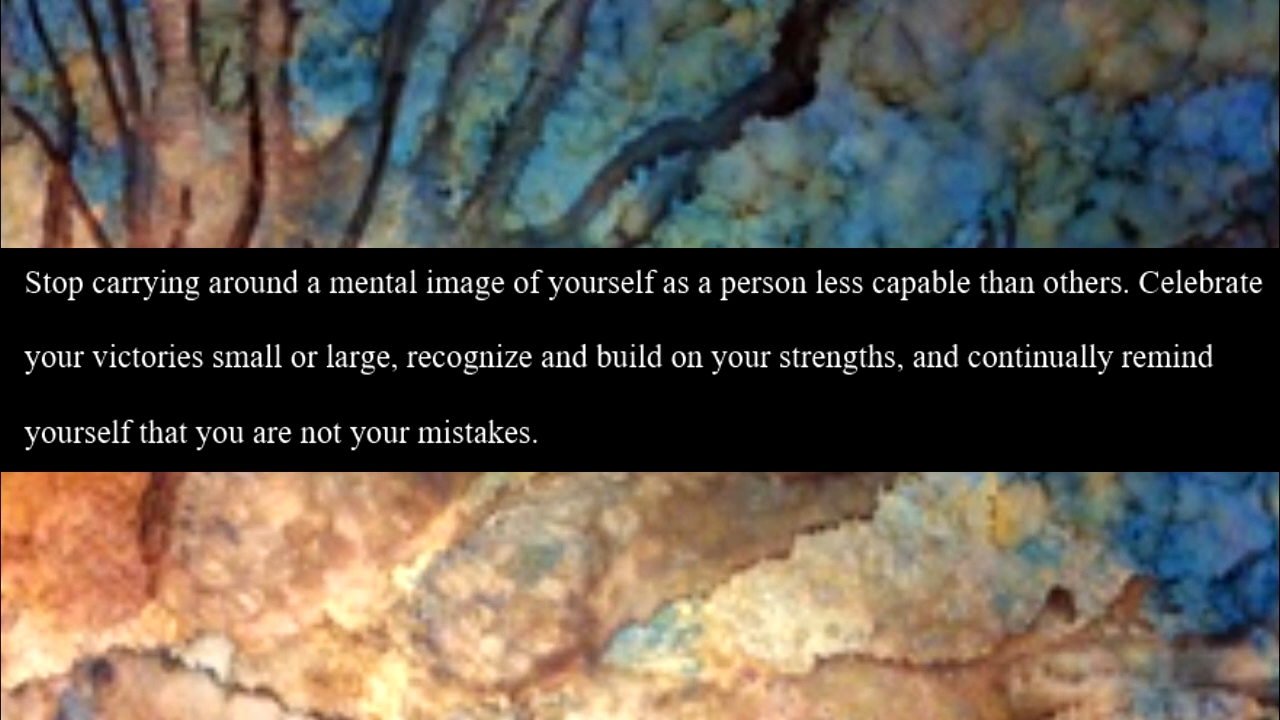 Stop carrying around a mental image of yourself as a person less capable than others. Celebrate
your victories small or large, recognize and build on your strengths, and continually remind
yourself that you are not your mistakes.